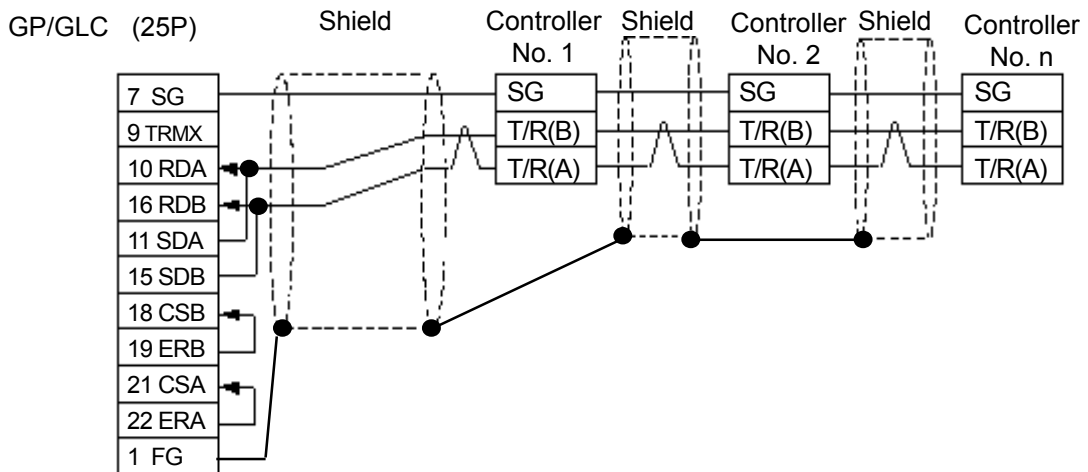 GP/GLC (25P)
Shield
Controller
No. 1
Shield
Controller
No. 2
Shield
Controller
No. n
7 SG
9 TRMX
10 RDA
16 RDB
11 SDA
15 SDB
18 CSB
19 ERB
21 CSA
22 ERA
1 FG
SG
T/R(B)
T/R(A)
SG
T/R(B)
T/R(A)
SG
T/R(B)
T/R(A)